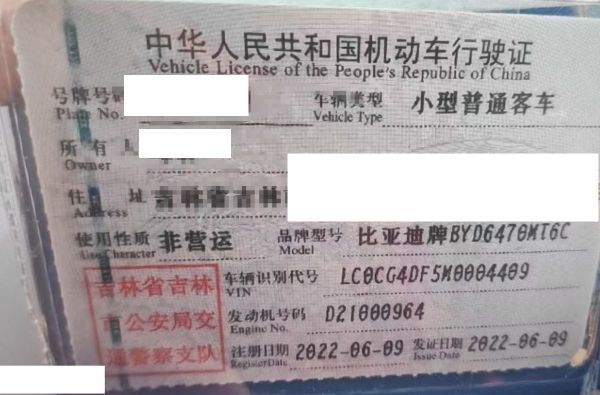 中华人民共和国机动车行驶证
Vehicle License of the People's Republic of China
号牌号 车辆类型 小型普通客车
Plate No. Vehicle Type
所有人
Owner
住址 吉林省吉林
Address
使用性质 非营运 品牌型号 比亚迪牌BYD6470MT6C
Use Character Model
吉林省吉林 车辆识别代号 LC0CG4DF5M0004409
VIN
市公安局交 发动机号码 D21000964
Engine No.
通警察支队 注册日期 2022-06-09 发证日期 2022-06-09
Register Date Issue Date